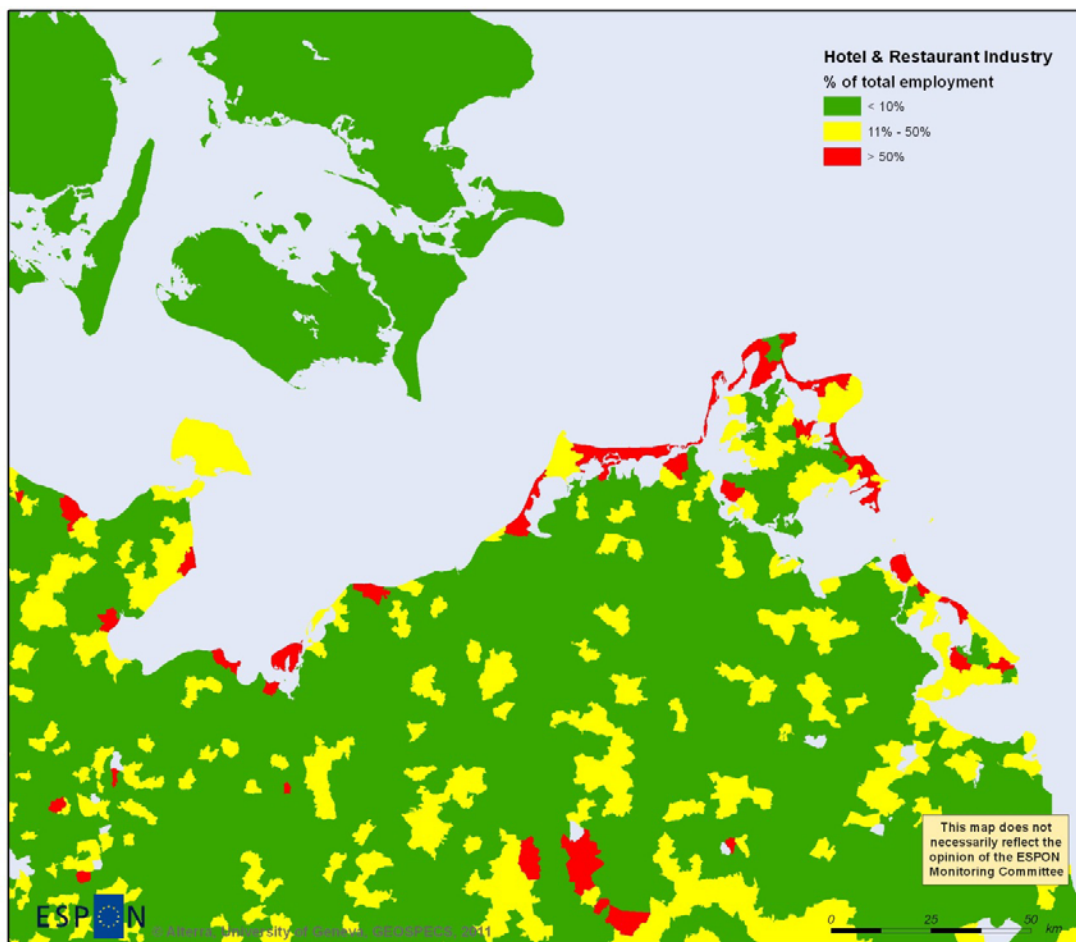 Hotel & Restaurant Industry
% of total employment
< 10%
11% - 50%
> 50%
This map does not
necessarily reflect the
opinion of the ESPON
Monitoring Committee
ESPON
© Alterra, University of Geneva, GEOSPECS, 2011
0 25 50
km